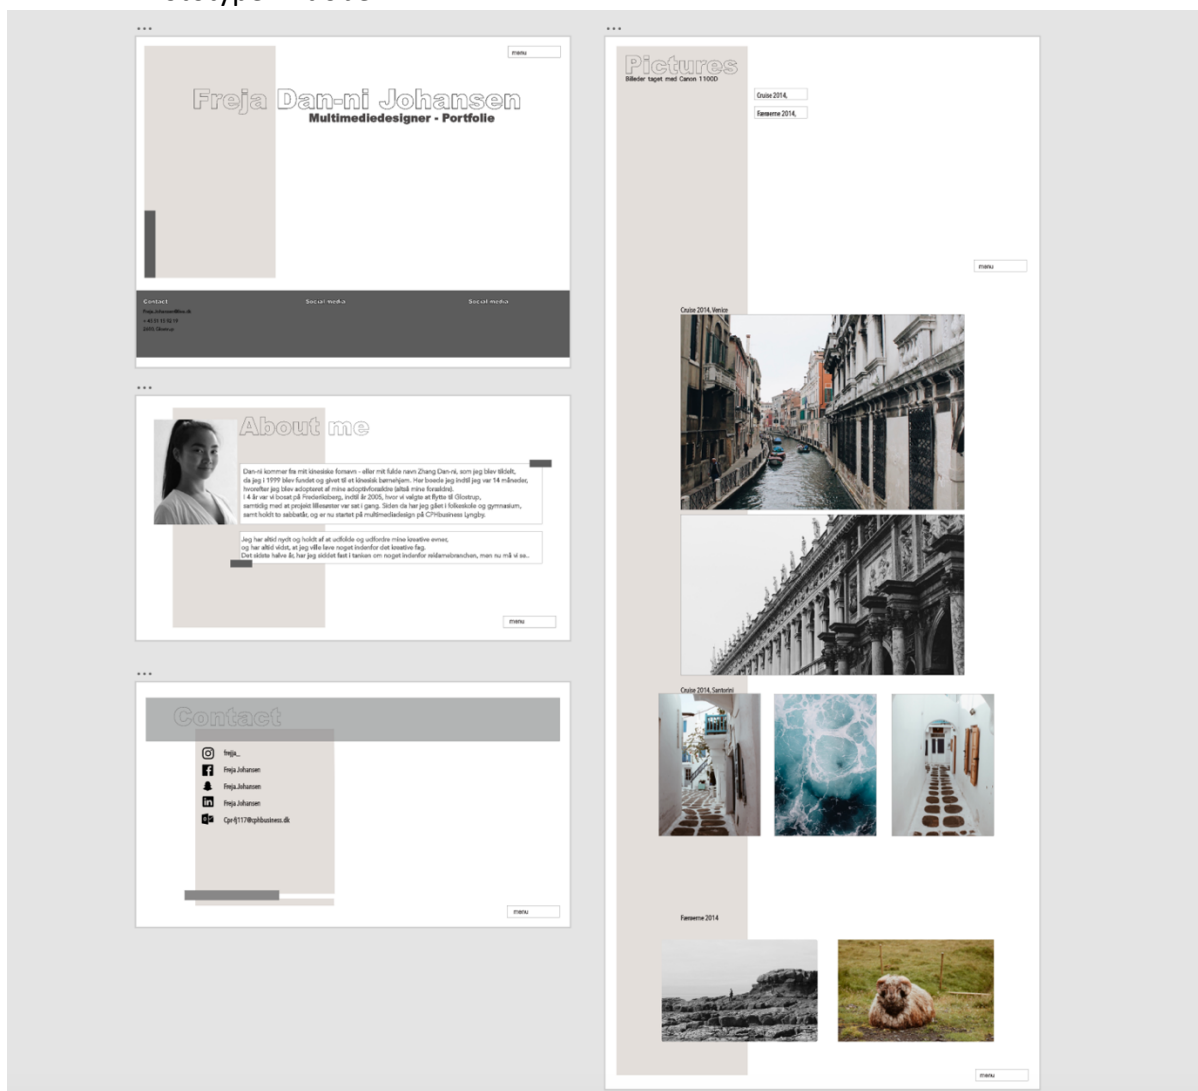 menu
Freja Dan-ni Johansen
Multimediedesigner - Portfolie
Contact
Social media
Social media
About me
Dan-ni kommer fra mit kinesiske fornavn - eller mit fulde navn Zhang Dan-ni, som jeg blev tildelt,
da jeg i 1999 blev fundet og givet til et kinesisk børnehjem. Her boede jeg indtil jeg var 14 måneder,
hvorefter jeg blev adopteret af mine adoptivforældre (altså mine forældre).
I 4 år var vi bosat på Frederiksberg, indtil år 2005, hvor vi valgte at flytte til Glostrup,
samtidig med at projekt lillesøster var sat i gang. Siden da har jeg gået i folkeskole og gymnasium,
samt holdt to sabbatår, og er nu startet på multimediedesign på CPHbusiness Lyngby.
Jeg har altid nydt og holdt af at udfolde og udfordre mine kreative evner,
og har altid vidst, at jeg ville lave noget indenfor det kreative fag.
Det sidste halve år, har jeg siddet fast i tanken om noget indenfor reklamebranchen, men nu må vi se..
menu
Contact
frejja_
Freja Johansen
Freja Johansen
Freja Johansen
Cpr-fj117@cphbusiness.dk
menu
Pictures
Billeder taget med Canon 1100D
Cruise 2014,
Færøerne 2014,
menu
Cruise 2014, Venice
Cruise 2014, Santorini
Færøerne 2014
menu